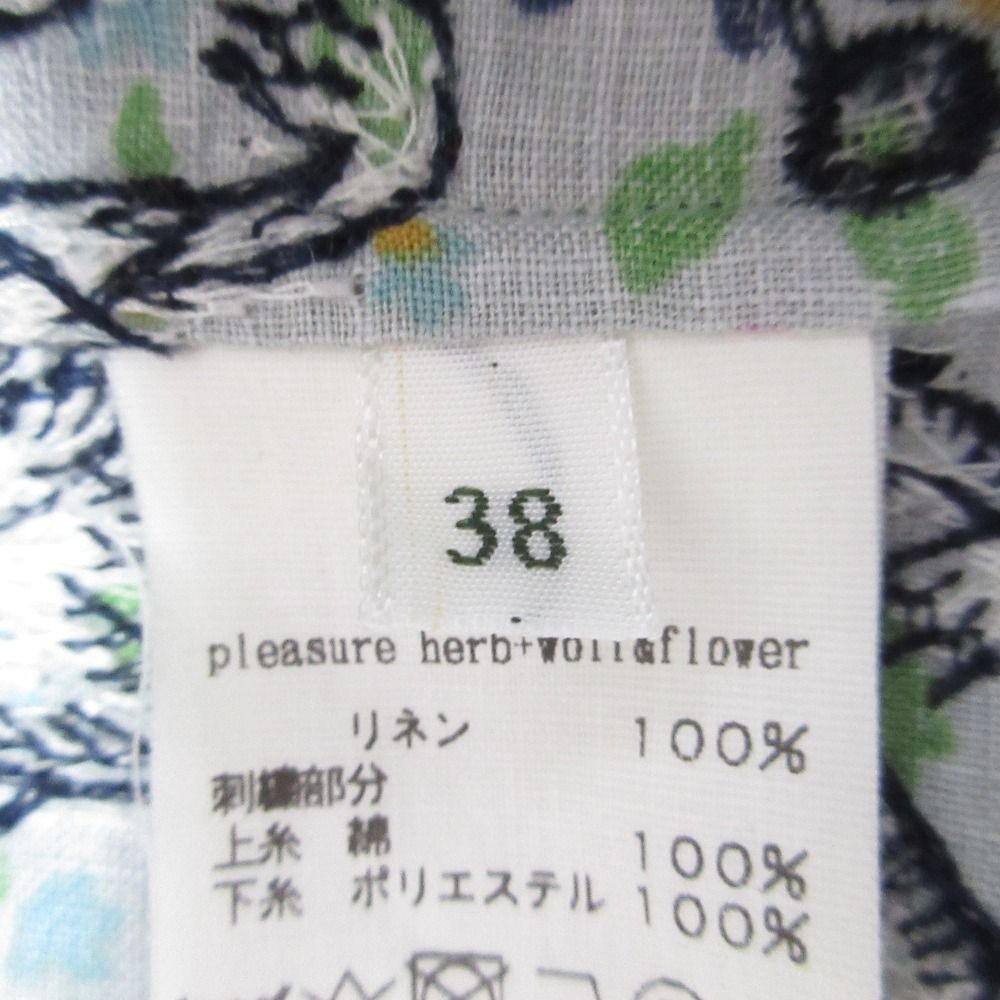 38
pleasure herb+wolf&flower
リネン 100%
刺繍部分
上糸 綿 100%
下糸 ポリエステル 100%